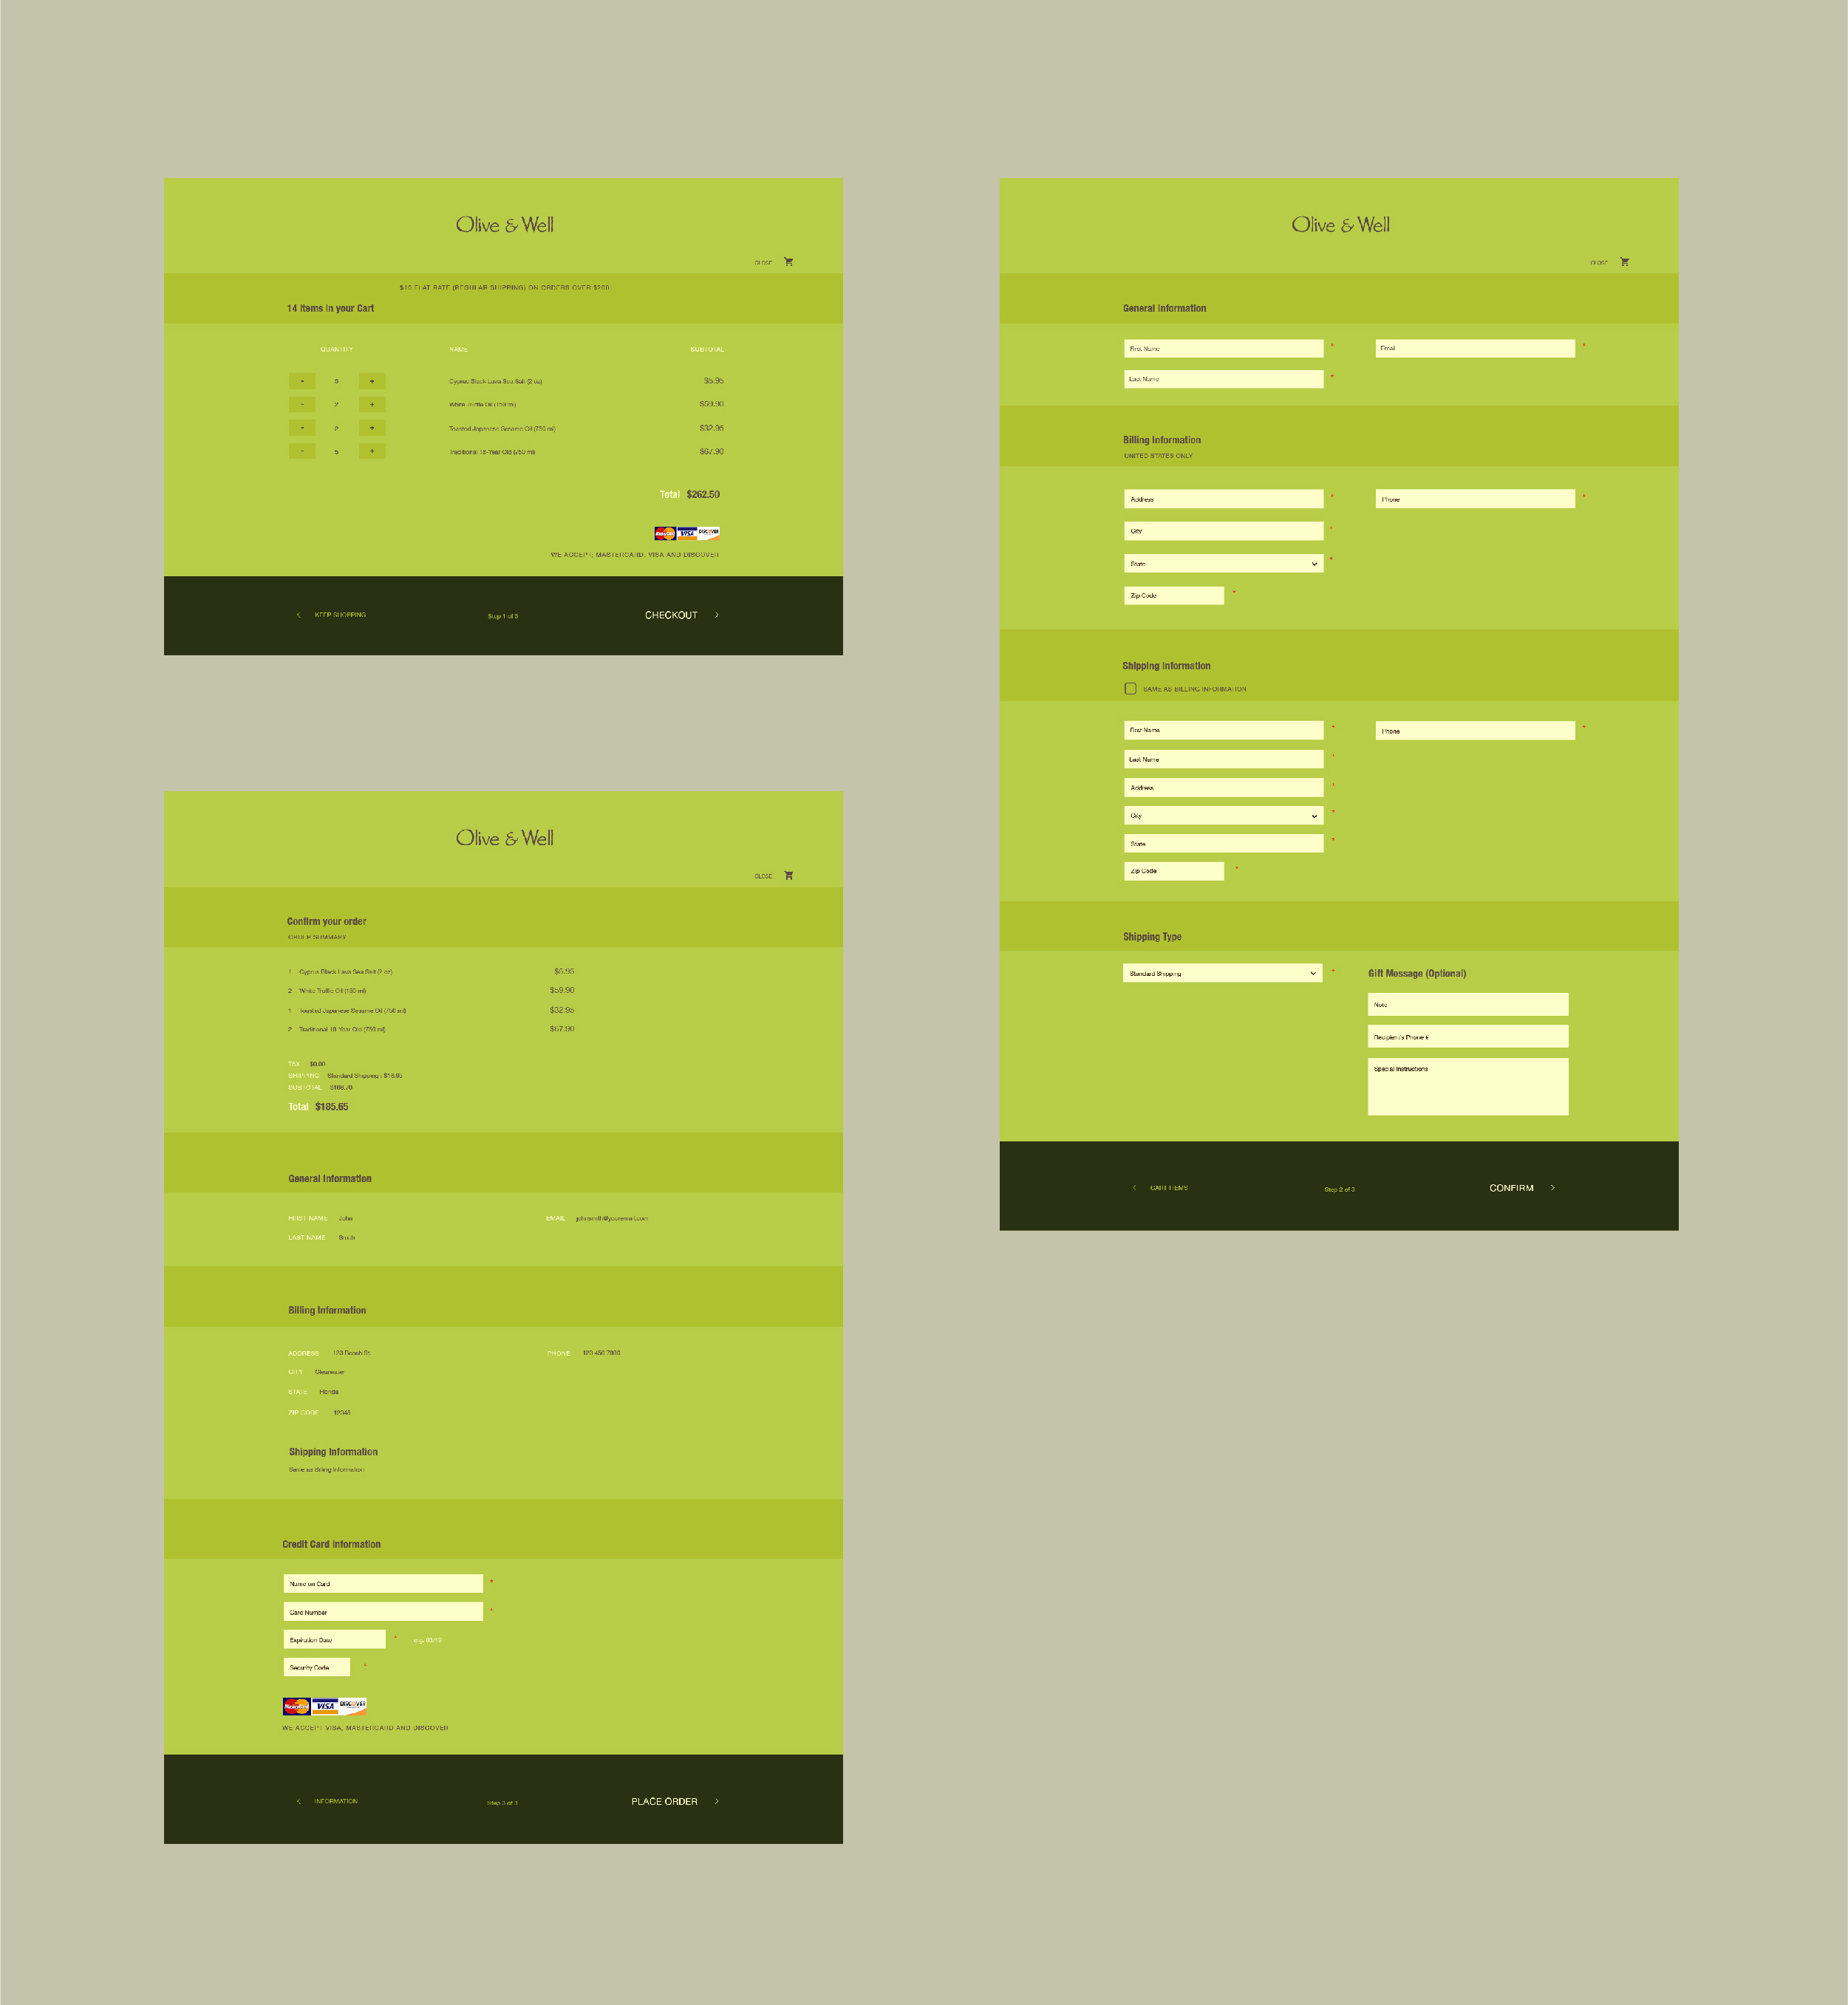 Olive & Well
CLOSE
$10 FLAT RATE (REGULAR SHIPPING) ON ORDERS OVER $200
14 Items in your Cart
QUANTITY NAME SUBTOTAL
- 5 + Cyprus Black Lava Sea Salt (2 oz) $5.95
- 2 + White Truffle Oil (150 ml) $59.90
- 2 + Toasted Japanese Sesame Oil (750 ml) $32.95
- 5 + Traditional 18-Year Old (750 ml) $67.90
Total $262.50
MasterCard VISA DISCOVER
WE ACCEPT; MASTERCARD, VISA AND DISCOVER
< KEEP SHOPPING Step 1 of 3 CHECKOUT >
Olive & Well
CLOSE
General Information
First Name * Email *
Last Name *
Billing Information
UNITED STATES ONLY
Address * Phone *
City *
State *
Zip Code *
Shipping Information
SAME AS BILLING INFORMATION
First Name * Phone *
Last Name *
Address *
City *
State *
Zip Code *
Shipping Type
Standard Shipping *
Gift Message (Optional)
Note
Recipient's Phone #
Special Instructions
< CART ITEMS Step 2 of 3 CONFIRM >
Olive & Well
CLOSE
Confirm your order
ORDER SUMMARY
1 Cyprus Black Lava Sea Salt (2 oz) $5.95
2 White Truffle Oil (150 ml) $59.90
1 Toasted Japanese Sesame Oil (750 ml) $32.95
2 Traditional 18 Year Old (750 ml) $67.90
TAX $0.00
SHIPPING Standard Shipping : $18.95
SUBTOTAL $166.70
Total $185.65
General Information
FIRST NAME John EMAIL
LAST NAME Smith
Billing Information
ADDRESS 123 Beach St. PHONE 123 456 7890
CITY Clearwater
STATE Florida
ZIP CODE 12345
Shipping Information
Same as Billing Information
Credit Card Information
Name on Card *
Card Number *
Expiration Date * e.g.
Security Code *
MasterCard VISA DISCOVER
WE ACCEPT VISA, MASTERCARD AND DISCOVER
< INFORMATION Step 3 of 3 PLACE ORDER >